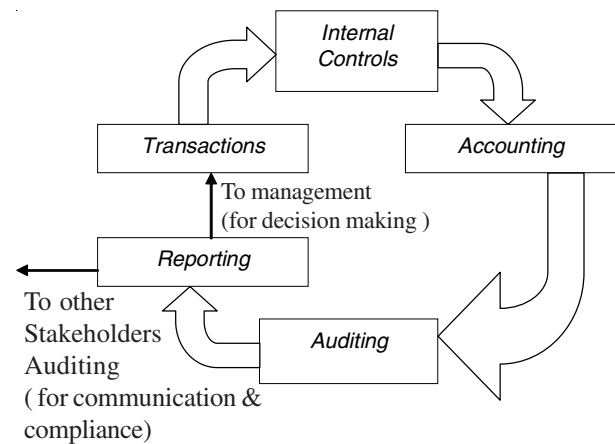 Internal
Controls
Transactions
Accounting
To management
(for decision making )
Reporting
To other
Stakeholders
Auditing
( for communication &
compliance)
Auditing